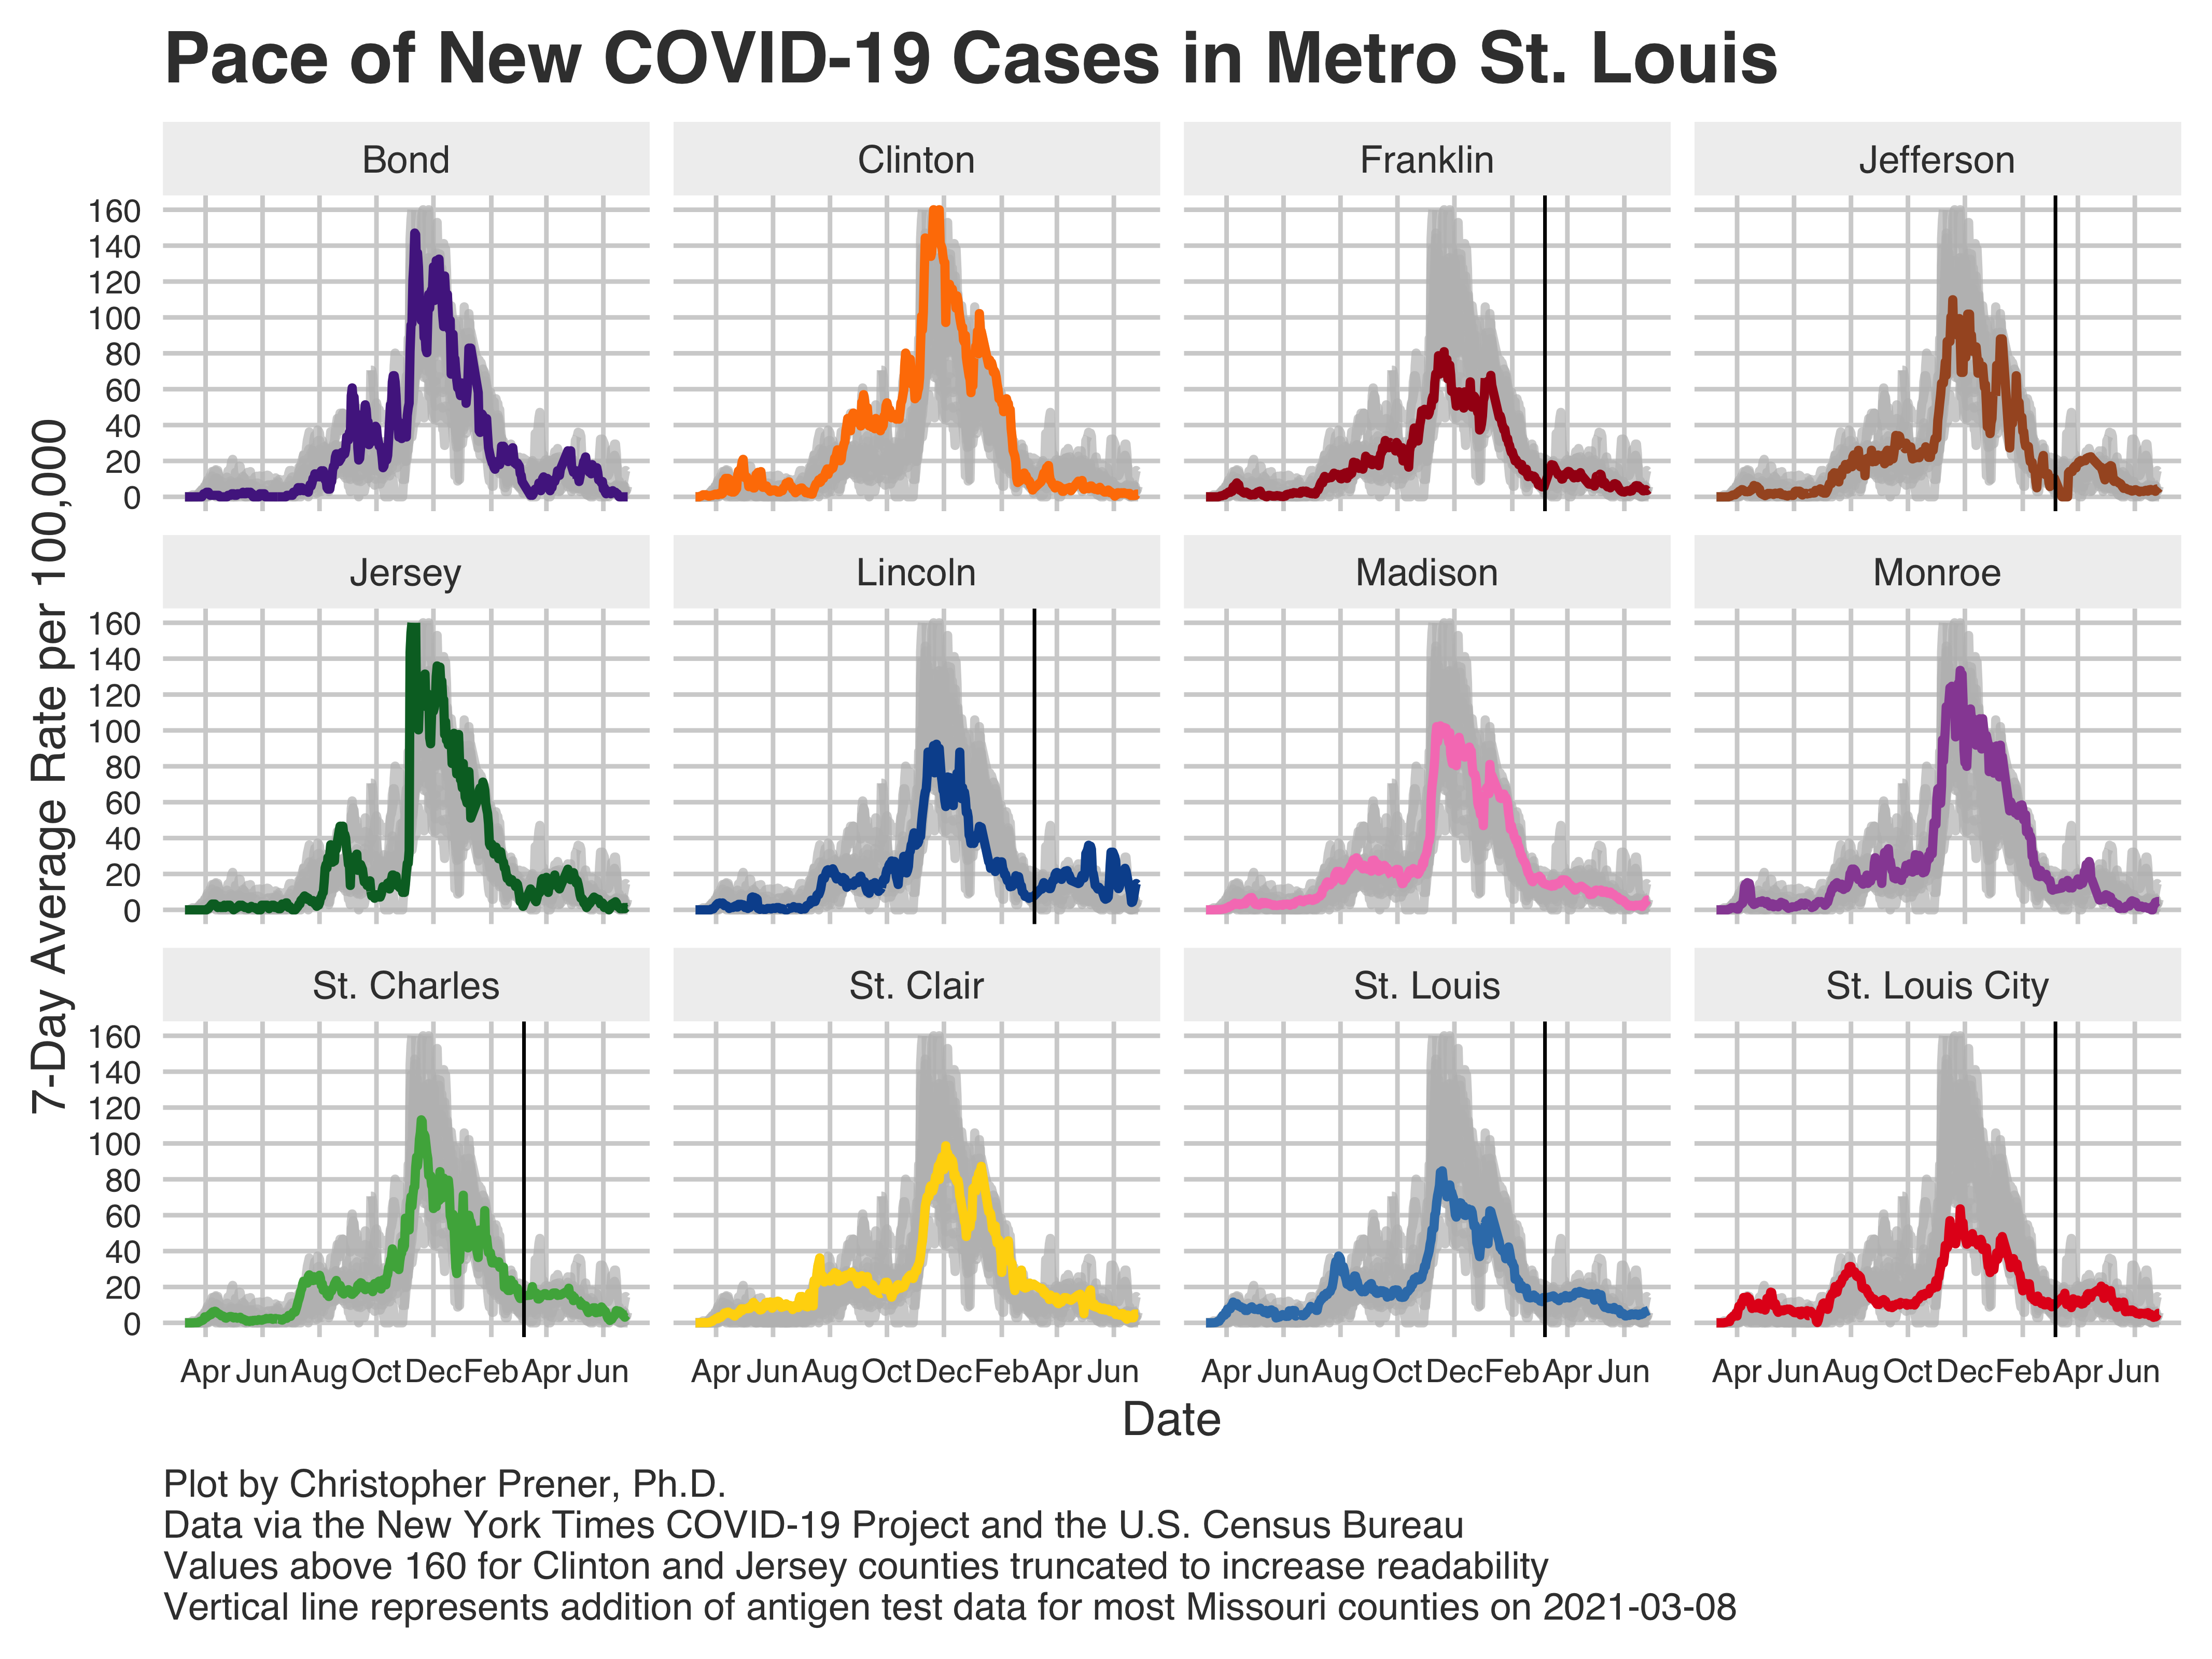 Pace of New COVID-19 Cases in Metro St. Louis
Bond Clinton Franklin Jefferson
160
140
120
100
80
60
40
20
0
Jersey Lincoln Madison Monroe
160
140
120
100
80
60
40
20
0
St. Charles St. Clair St. Louis St. Louis City
160
140
120
100
80
60
40
20
0
7-Day Average Rate per 100,000
Apr Jun Aug Oct Dec Feb Apr Jun Apr Jun Aug Oct Dec Feb Apr Jun Apr Jun Aug Oct Dec Feb Apr Jun Apr Jun Aug Oct Dec Feb Apr Jun
Date
Plot by Christopher Prener, Ph.D.
Data via the New York Times COVID-19 Project and the U.S. Census Bureau
Values above 160 for Clinton and Jersey counties truncated to increase readability
Vertical line represents addition of antigen test data for most Missouri counties on 2021-03-08